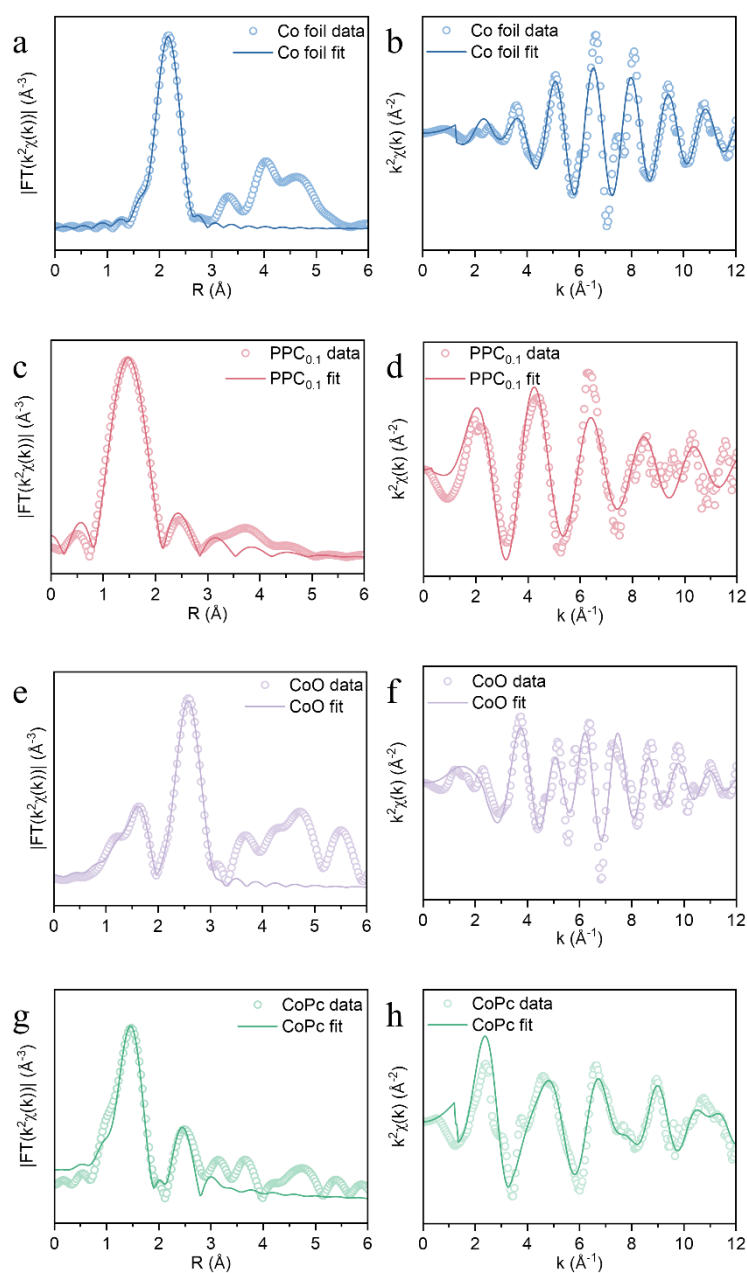 a
Co foil data
Co foil fit
|FT(k²χ(k))| (Å⁻³)
0 1 2 3 4 5 6
R (Å)
b
Co foil data
Co foil fit
k²χ(k) (Å⁻²)
0 2 4 6 8 10 12
k (Å⁻¹)
c
PPC₀.₁ data
PPC₀.₁ fit
|FT(k²χ(k))| (Å⁻³)
0 1 2 3 4 5 6
R (Å)
d
PPC₀.₁ data
PPC₀.₁ fit
k²χ(k) (Å⁻²)
0 2 4 6 8 10 12
k (Å⁻¹)
e
CoO data
CoO fit
|FT(k²χ(k))| (Å⁻³)
0 1 2 3 4 5 6
R (Å)
f
CoO data
CoO fit
k²χ(k) (Å⁻²)
0 2 4 6 8 10 12
k (Å⁻¹)
g
CoPc data
CoPc fit
|FT(k²χ(k))| (Å⁻³)
0 1 2 3 4 5 6
R (Å)
h
CoPc data
CoPc fit
k²χ(k) (Å⁻²)
0 2 4 6 8 10 12
k (Å⁻¹)